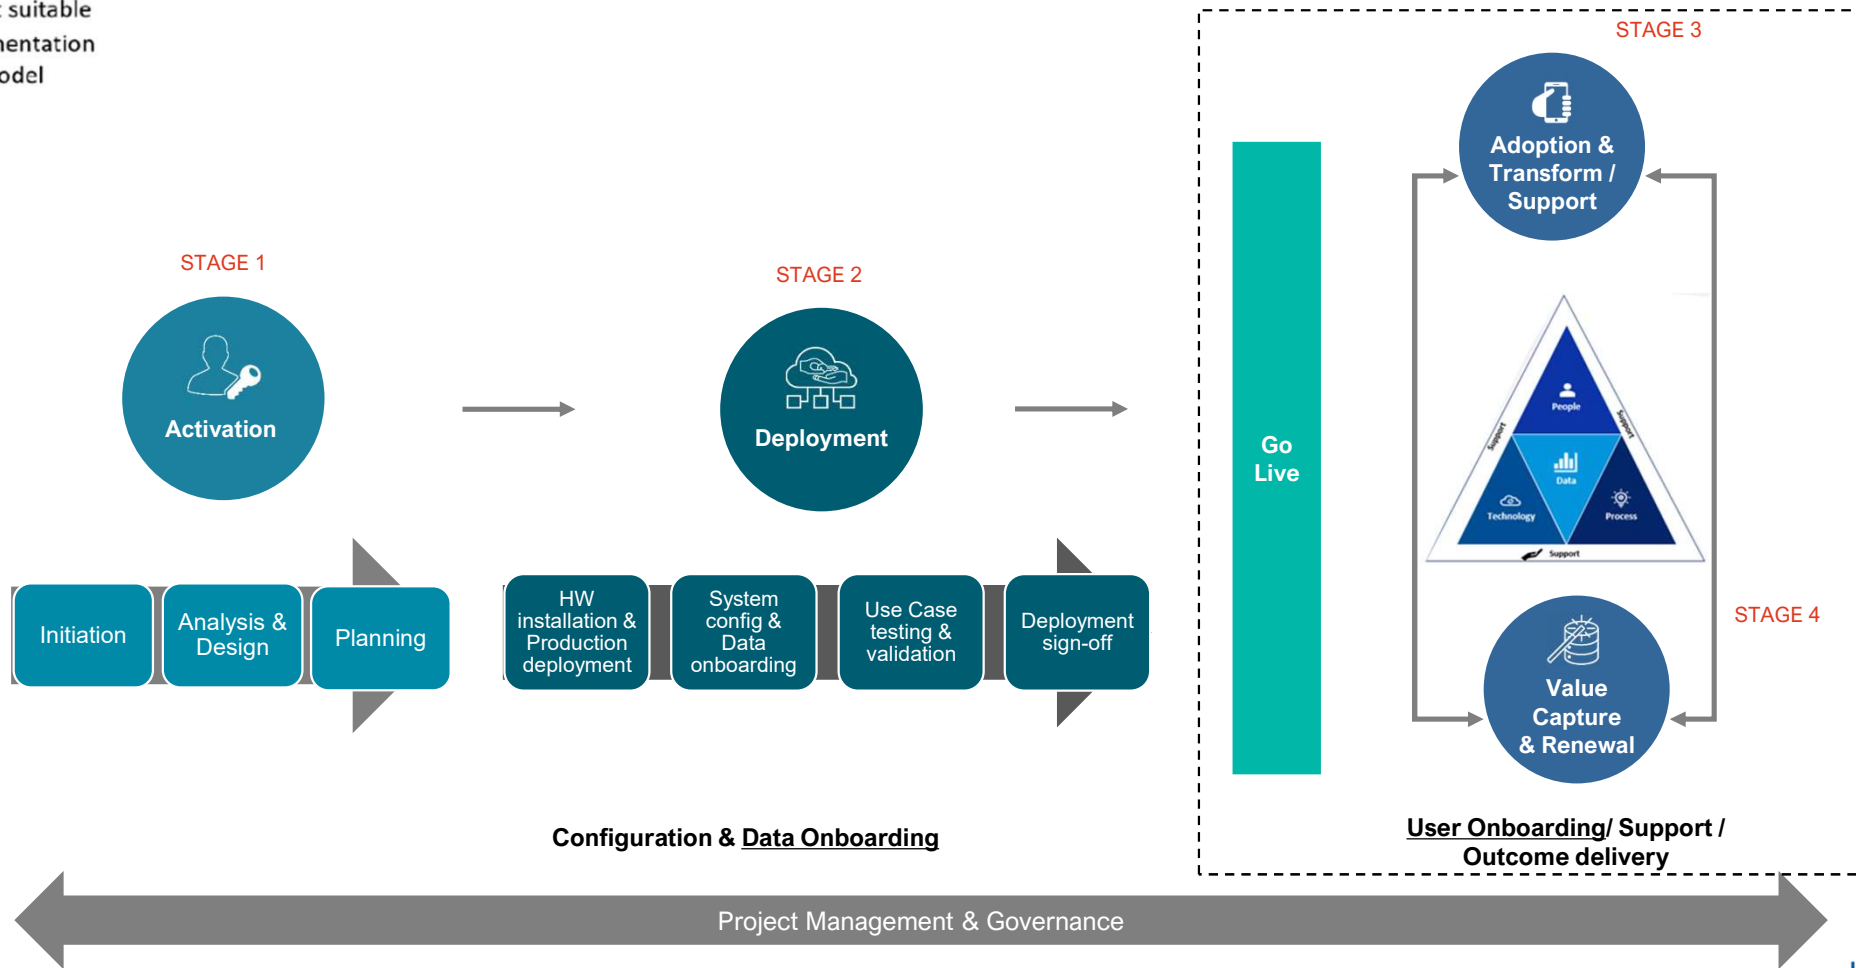 suitable
odel
STAGE 1
Activation
Initiation
Analysis &
Design
Planning
STAGE 2
Deployment
HW
installation &
Production
deployment
System
config &
Data
onboarding
Use Case
testing &
validation
Deployment
sign-off
Configuration & Data Onboarding
Go
Live
STAGE 3
Adoption &
Transform /
Support
People
Support
Support
Data
Technology
Process
Support
STAGE 4
Value
Capture
& Renewal
User Onboarding/ Support /
Outcome delivery
Project Management & Governance